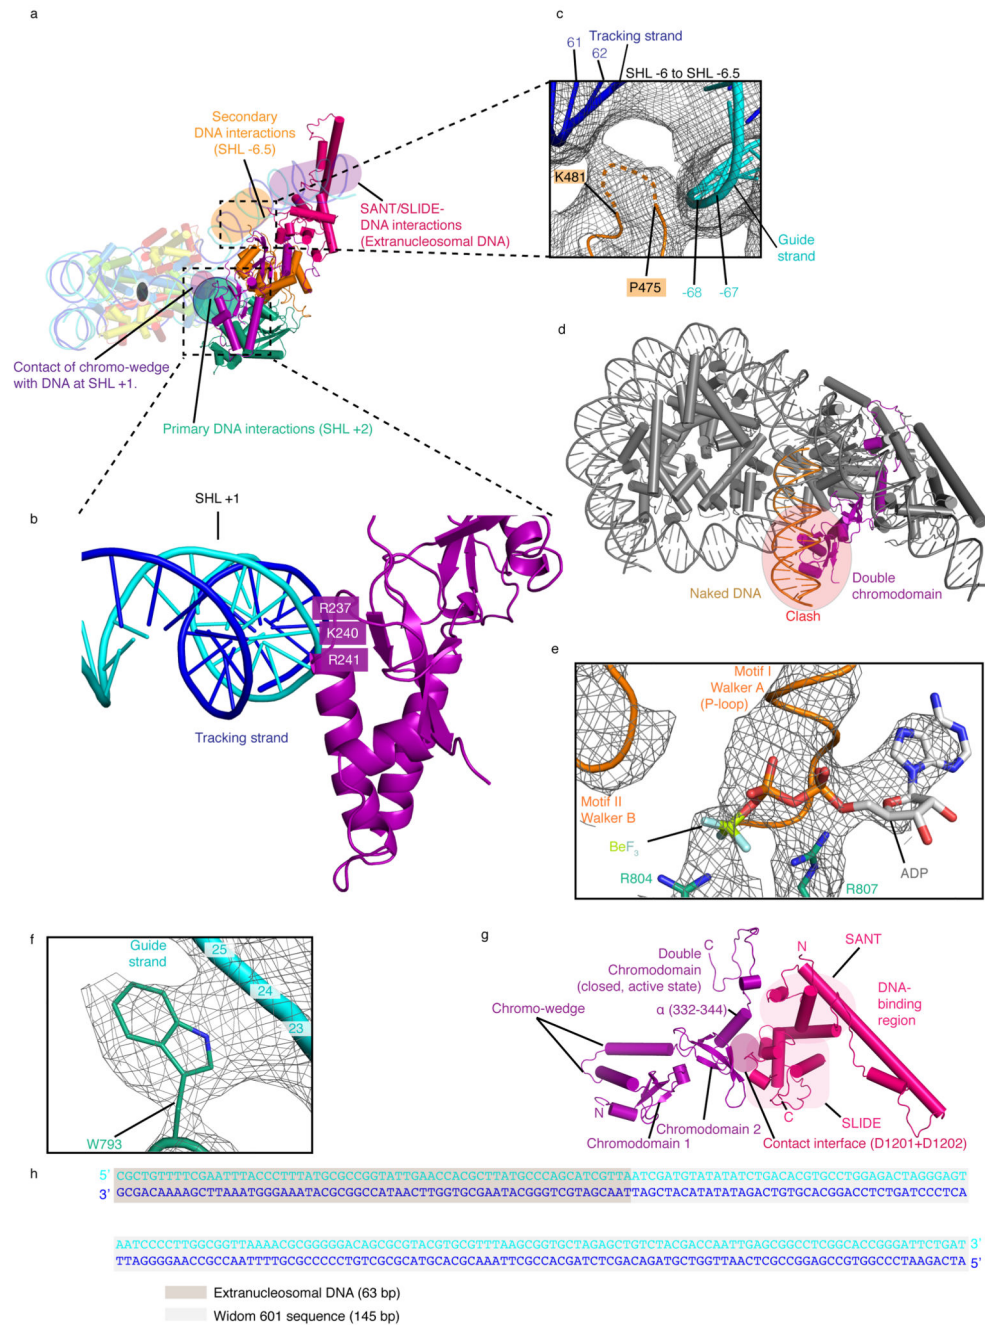 a
Secondary
DNA interactions
(SHL -6.5)
SANT/SLIDE-
DNA interactions
(Extranucleosomal DNA)
Contact of chromo-wedge
with DNA at SHL +1.
Primary DNA interactions (SHL +2)
c
61
62
Tracking strand
SHL -6 to SHL -6.5
K481
P475
Guide
strand
-68
-67
b
SHL +1
R237
K240
R241
Tracking strand
d
Naked DNA
Double
chromodomain
Clash
e
Motif I
Walker A
(P-loop)
Motif II
Walker B
BeF3
R804
R807
ADP
f
Guide
strand
25
24
23
W793
g
Double
Chromodomain
(closed, active state)
C
N
SANT
DNA-
binding
region
α (332-344)
Chromo-wedge
N
C
Chromodomain 2
Chromodomain 1
SLIDE
Contact interface (D1201+D1202)
h
5' CGCTGTTTTCGAATTTACCCTTTATGCGCCGGTATTGAACCACGCTTATGCCCAGCATCGTTAATCGATGTATATATCTGACACGTGCCTGGAGACTAGGGAGT
3' GCGACAAAAGCTTAAATGGGAAATACGCGGCCATAACTTGGTGCGAATACGGGTCGTAGCAATTAGCTACATATATAGACTGTGCACGGACCTCTGATCCCTCA
AATCCCCTTGGCGGTTAAAACGCGGGGGACAGCGCGTACGTGCGTTTAAGCGGTGCTAGAGCTGTCTACGACCAATTGAGCGGCCTCGGCACCGGGATTCTGAT 3'
TTAGGGGAACCGCCAATTTTGCGCCCCCTGTCGCGCATGCACGCAAATTCGCCACGATCTCGACAGATGCTGGTTAACTCGCCGGAGCCGTGGCCCTAAGACTA 5'
Extranucleosomal DNA (63 bp)
Widom 601 sequence (145 bp)